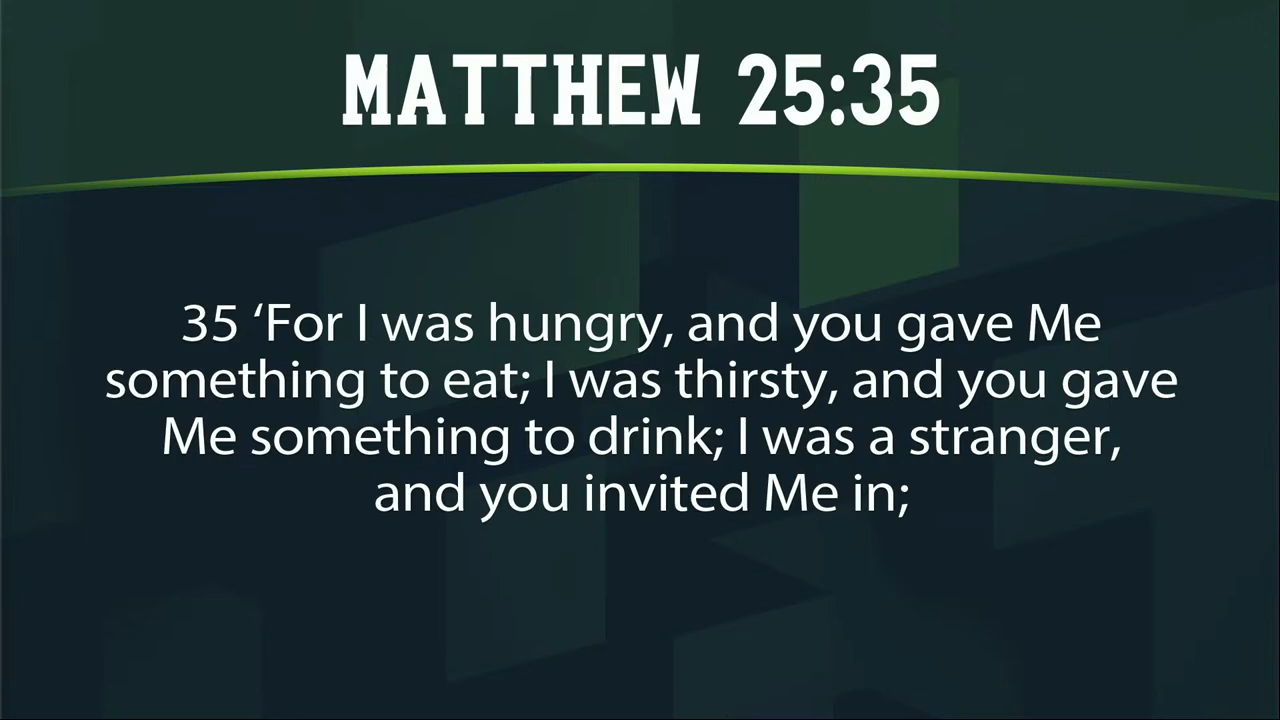 MATTHEW 25:35
35 ‘For I was hungry, and you gave Me
something to eat; I was thirsty, and you gave
Me something to drink; I was a stranger,
and you invited Me in;